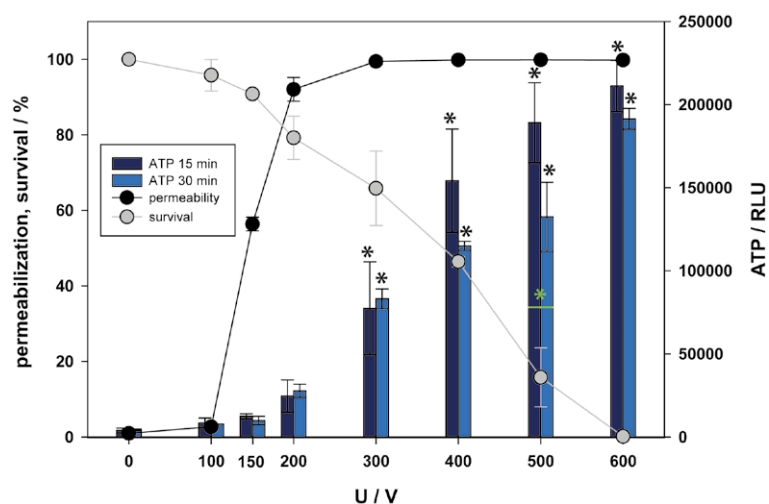 permeabilization, survival / %
100
80
60
40
20
0
ATP 15 min
ATP 30 min
permeability
survival
*
*
*
*
*
*
*
*
*
250000
200000
150000
100000
50000
0
ATP / RLU
0 100 150 200 300 400 500 600
U / V